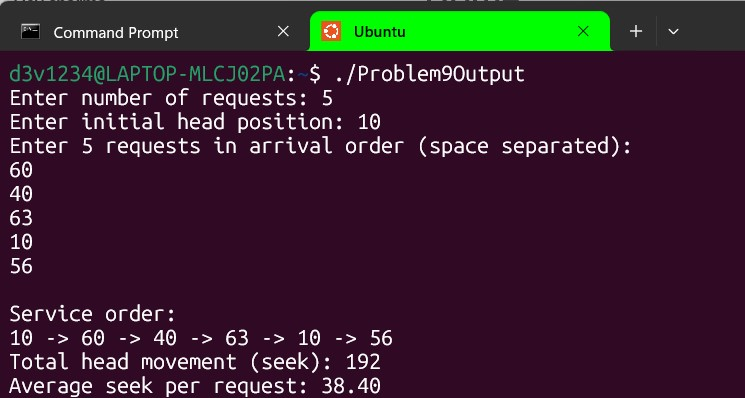 Command Prompt
Ubuntu
d3v1234@LAPTOP-MLCJ02PA:~$ ./Problem9Output
Enter number of requests: 5
Enter initial head position: 10
Enter 5 requests in arrival order (space separated):
60
40
63
10
56
Service order:
10 -> 60 -> 40 -> 63 -> 10 -> 56
Total head movement (seek): 192
Average seek per request: 38.40